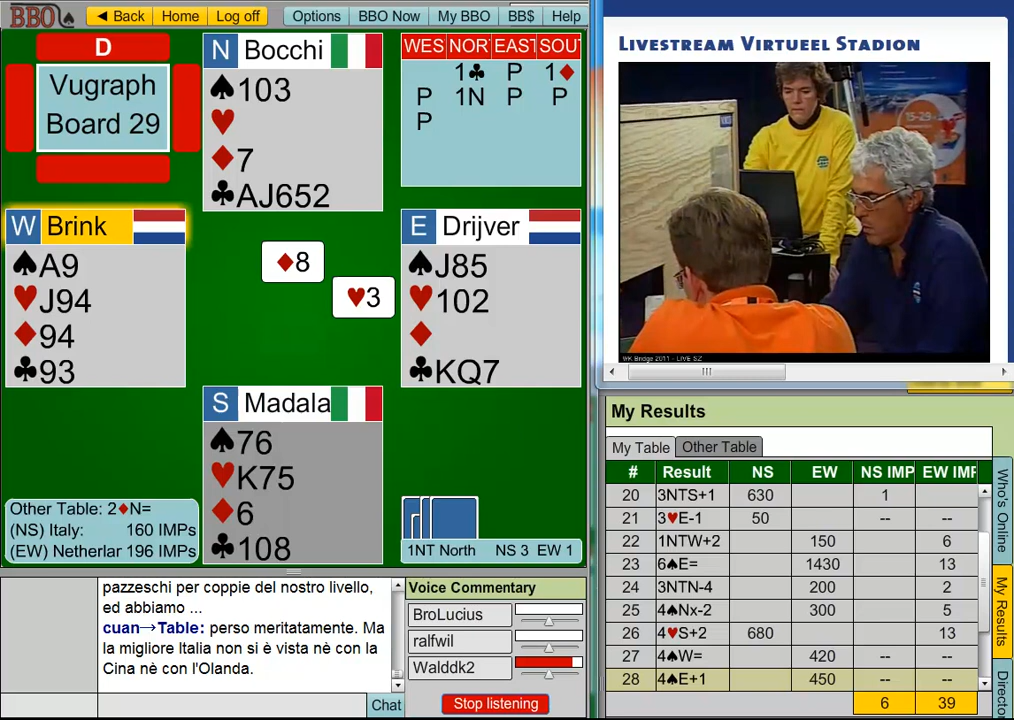 BBO ◄ Back Home Log off Options BBO Now My BBO BB$ Help
D
Vugraph
Board 29
N Bocchi
♠103
♥
♦7
♣AJ652
WES NOR EAST SOU
1♣ P 1♦
P 1N P P
P
W Brink
♠A9
♥J94
♦94
♣93
♦8
♥3
E Drijver
♠J85
♥102
♦
♣KQ7
S Madala
♠76
♥K75
♦6
♣108
Other Table: 2♦N=
(NS) Italy: 160 IMPs
(EW) Netherlar 196 IMPs
1NT North NS 3 EW 1
pazzeschi per coppie del nostro livello,
ed abbiamo ...
cuan→Table: perso meritatamente. Ma
la migliore Italia non si è vista nè con la
Cina nè con l'Olanda.
Chat
Voice Commentary
BroLucius
ralfwil
Walddk2
Stop listening
Livestream Virtueel Stadion
15-29
WK Bridge 2011 - LIVE SZ
My Results
My Table Other Table
# Result NS EW NS IMP EW IMF
20 3NTS+1 630 1
21 3♥E-1 50 -- --
22 1NTW+2 150 6
23 6♠E= 1430 13
24 3NTN-4 200 2
25 4♠Nx-2 300 5
26 4♥S+2 680 13
27 4♠W= 420 -- --
28 4♠E+1 450 -- --
6 39
Who's Online
My Results
Director